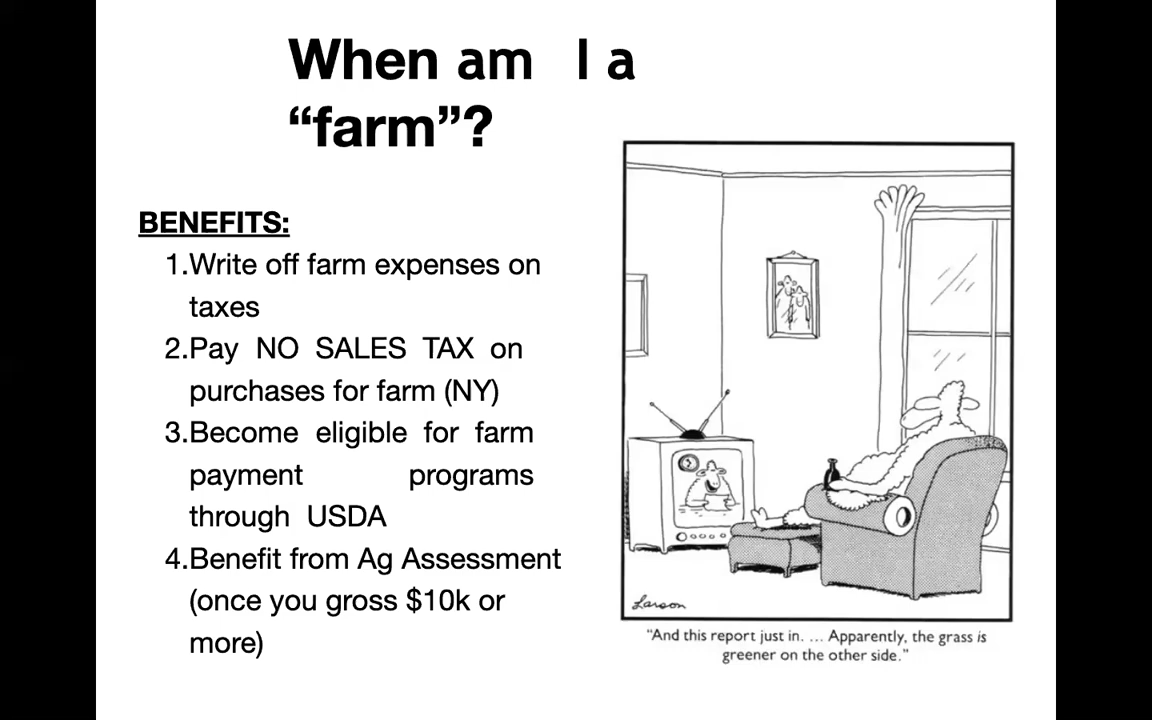 When am I a
“farm”?
BENEFITS:
1.Write off farm expenses on
taxes
2.Pay NO SALES TAX on
purchases for farm (NY)
3.Become eligible for farm
payment programs
through USDA
4.Benefit from Ag Assessment
(once you gross $10k or
more)
Larson
“And this report just in. ... Apparently, the grass is
greener on the other side.”